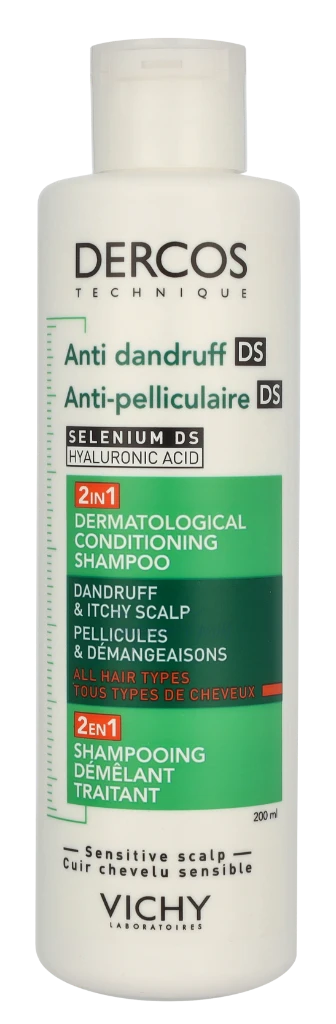 DERCOS
TECHNIQUE
Anti dandruff DS
Anti-pelliculaire DS
SELENIUM DS
HYALURONIC ACID
2IN1
DERMATOLOGICAL
CONDITIONING
SHAMPOO
DANDRUFF
& ITCHY SCALP
PELLICULES
& DÉMANGEAISONS
ALL HAIR TYPES
TOUS TYPES DE CHEVEUX
2EN1
SHAMPOOING
DÉMÊLANT
TRAITANT
200 ml
Sensitive scalp
Cuir chevelu sensible
VICHY
LABORATOIRES